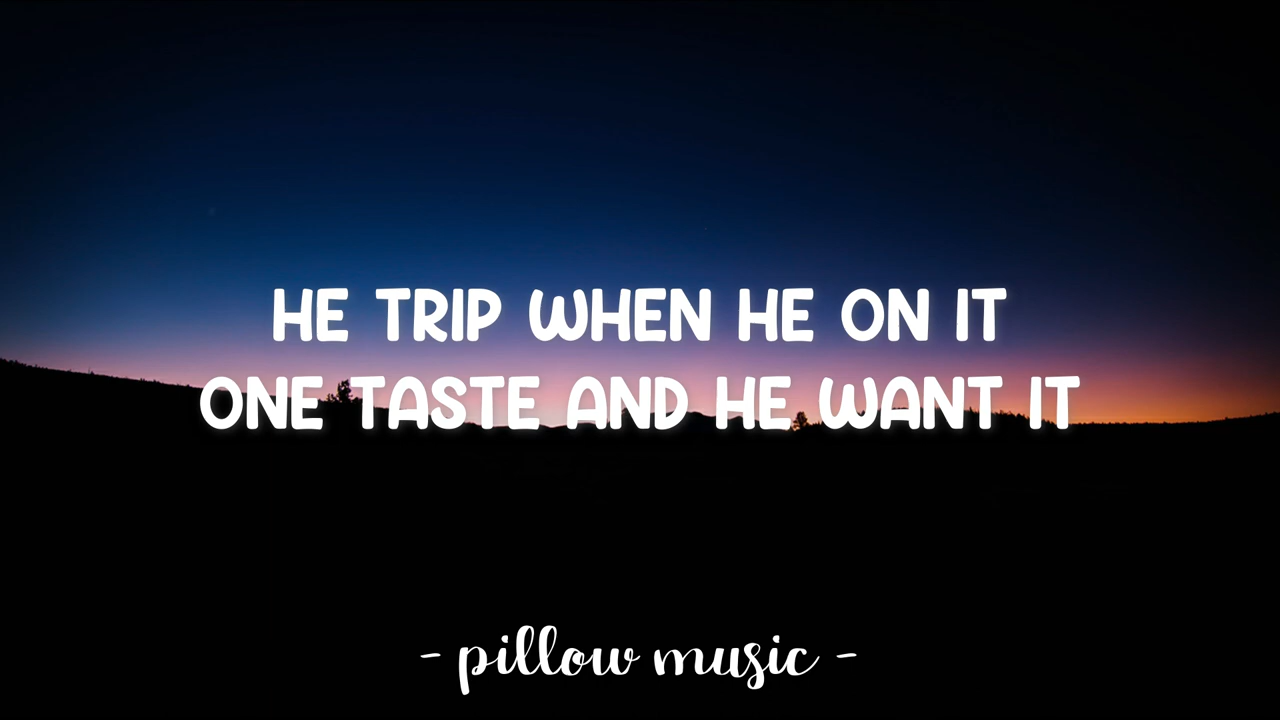 HE TRIP WHEN HE ON IT
ONE TASTE AND HE WANT IT
- pillow music -